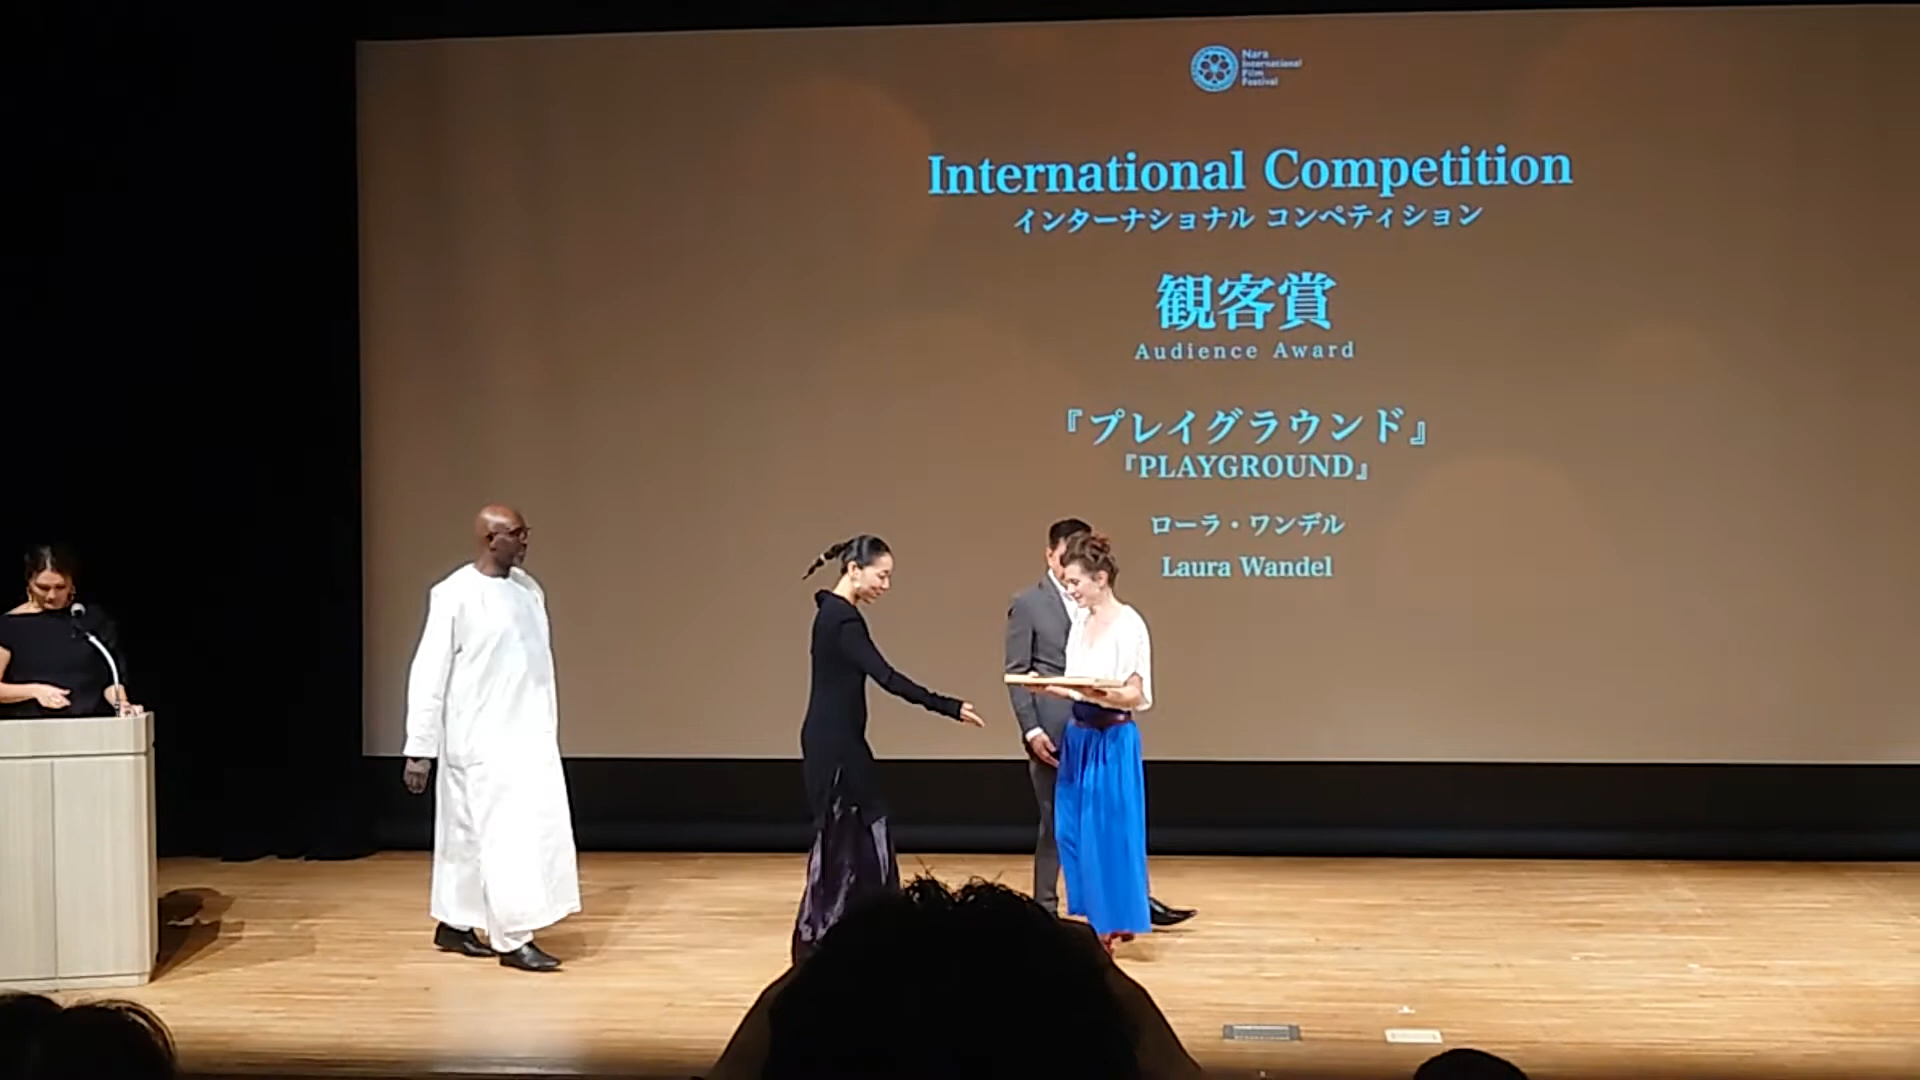 Nara
International
Film
Festival
International Competition
インターナショナル コンペティション
観客賞
Audience Award
『プレイグラウンド』
『PLAYGROUND』
ローラ・ワンデル
Laura Wandel